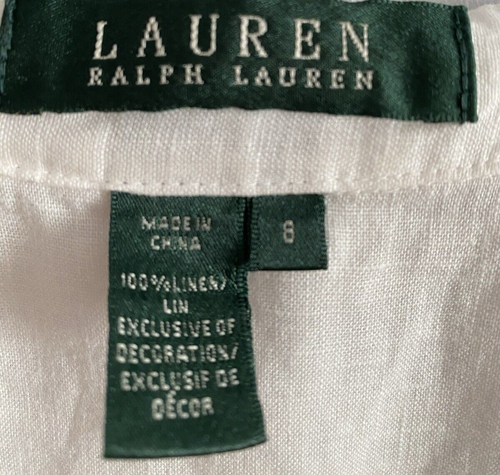 LAUREN
RALPH LAUREN
MADE IN
CHINA
8
100% LINEN/
LIN
EXCLUSIVE OF
DECORATION/
EXCLUSIF DE
DÉCOR